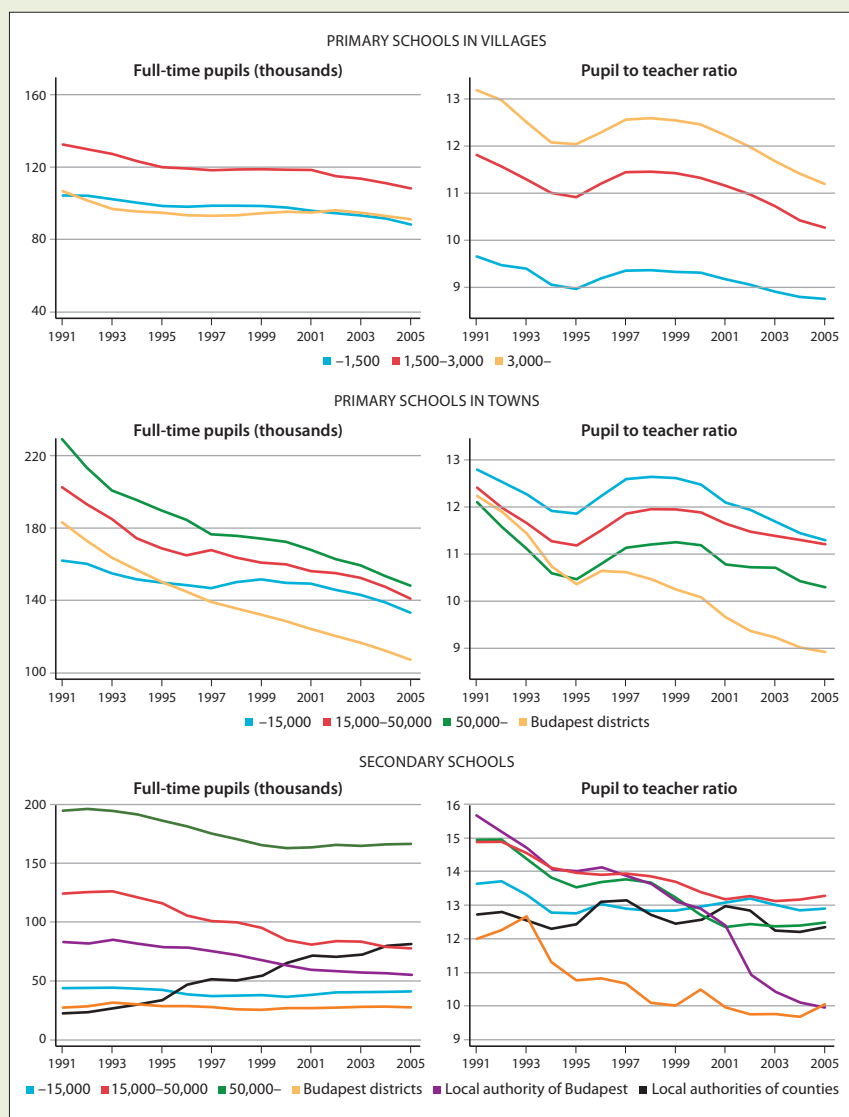 PRIMARY SCHOOLS IN VILLAGES
Full-time pupils (thousands)
160
120
80
40
1991 1993 1995 1997 1999 2001 2003 2005
Pupil to teacher ratio
13
12
11
10
9
1991 1993 1995 1997 1999 2001 2003 2005
–1,500 1,500–3,000 3,000–
PRIMARY SCHOOLS IN TOWNS
Full-time pupils (thousands)
220
180
140
100
1991 1993 1995 1997 1999 2001 2003 2005
Pupil to teacher ratio
13
12
11
10
9
1991 1993 1995 1997 1999 2001 2003 2005
–15,000 15,000–50,000 50,000– Budapest districts
SECONDARY SCHOOLS
Full-time pupils (thousands)
200
150
100
50
0
1991 1993 1995 1997 1999 2001 2003 2005
Pupil to teacher ratio
16
15
14
13
12
11
10
9
1991 1993 1995 1997 1999 2001 2003 2005
–15,000 15,000–50,000 50,000– Budapest districts Local authority of Budapest Local authorities of counties